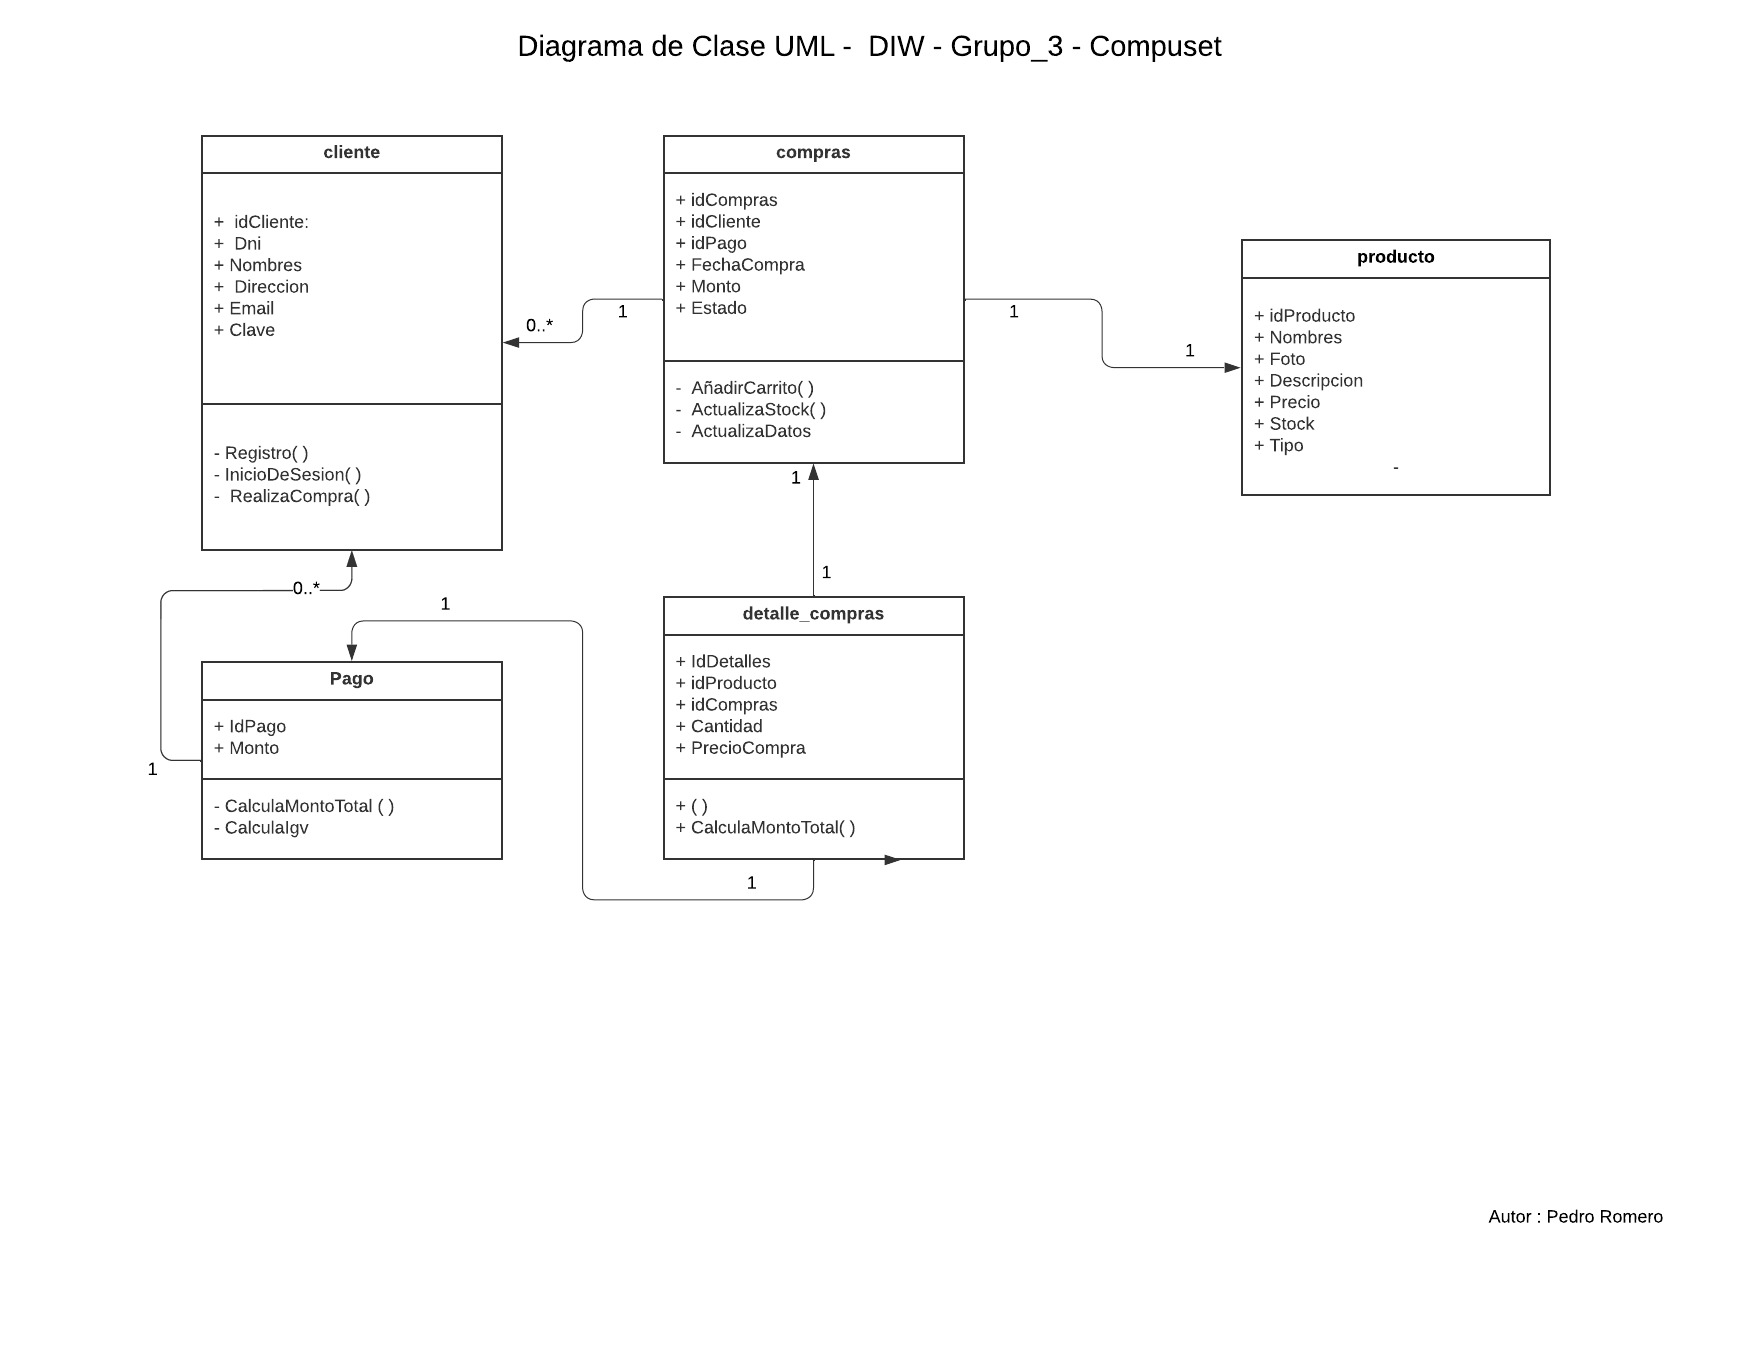 Diagrama de Clase UML -  DIW - Grupo_3 - Compuset
cliente
+  idCliente:
+  Dni
+ Nombres
+  Direccion
+ Email
+ Clave
- Registro( )
- InicioDeSesion( )
-  RealizaCompra( )
compras
+ idCompras
+ idCliente
+ idPago
+ FechaCompra
+ Monto
+ Estado
-  AñadirCarrito( )
-  ActualizaStock( )
-  ActualizaDatos
producto
+ idProducto
+ Nombres
+ Foto
+ Descripcion
+ Precio
+ Stock
+ Tipo
-
0..*
1
1
1
1
1
0..*
1
1
1
Pago
+ IdPago
+ Monto
- CalculaMontoTotal ( )
- CalculaIgv
detalle_compras
+ IdDetalles
+ idProducto
+ idCompras
+ Cantidad
+ PrecioCompra
+ ( )
+ CalculaMontoTotal( )
Autor : Pedro Romero